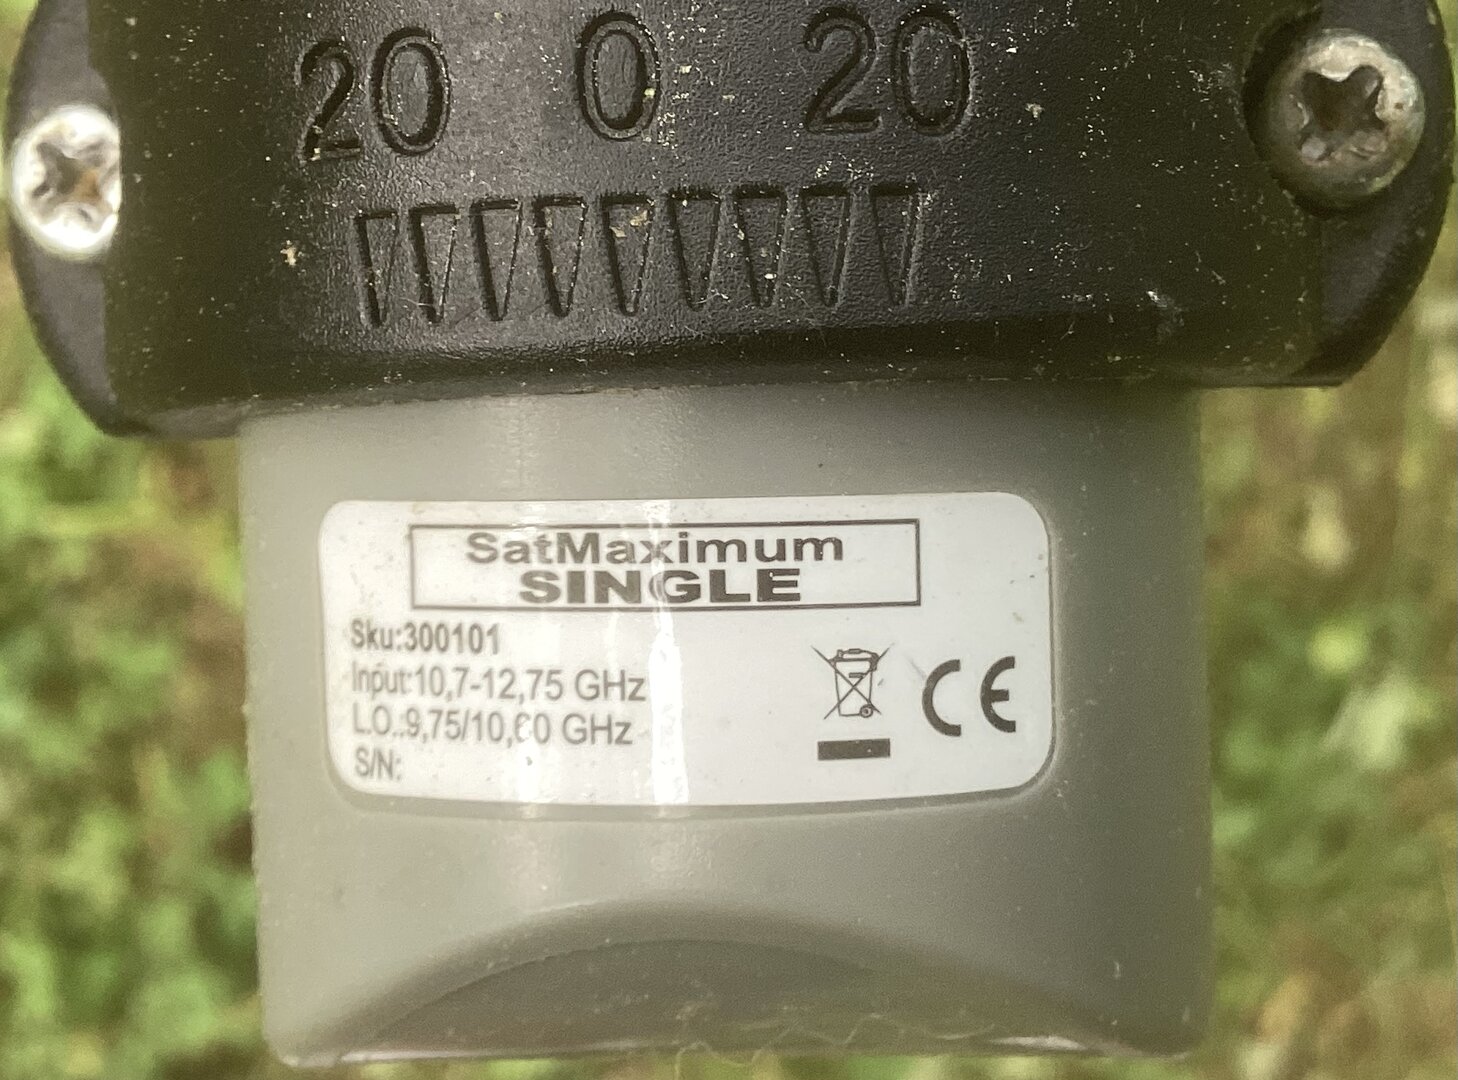 20 0 20
SatMaximum
SINGLE
Sku:300101
Input:10,7-12,75 GHz
L.O.:9,75/10,60 GHz
S/N:
CE